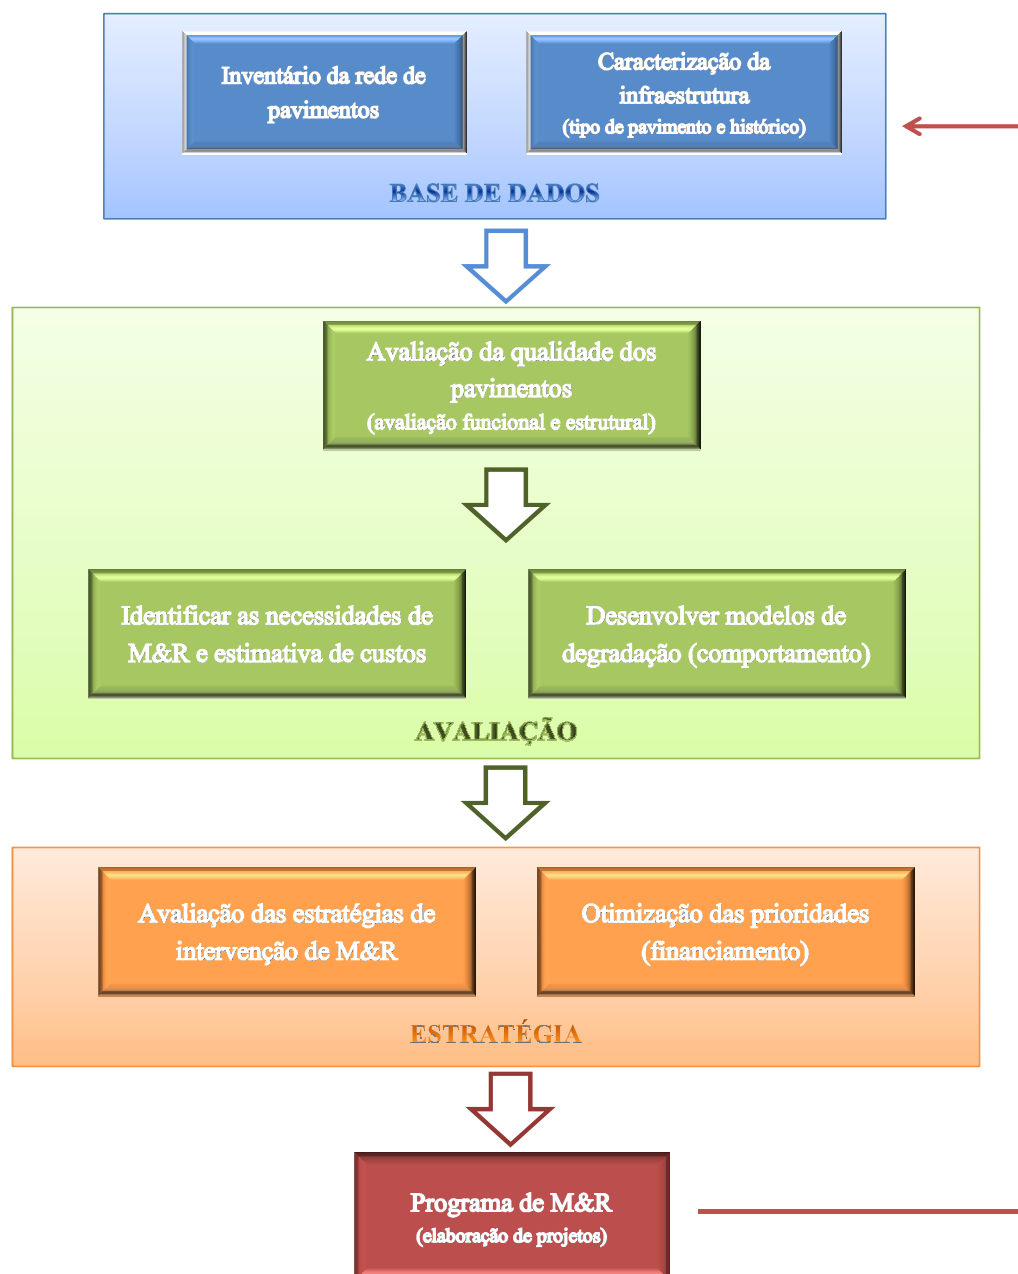 Inventário da rede de
pavimentos
Caracterização da
infraestrutura
(tipo de pavimento e histórico)
BASE DE DADOS
Avaliação da qualidade dos
pavimentos
(avaliação funcional e estrutural)
Identificar as necessidades de
M&R e estimativa de custos
Desenvolver modelos de
degradação (comportamento)
AVALIAÇÃO
Avaliação das estratégias de
intervenção de M&R
Otimização das prioridades
(financiamento)
ESTRATÉGIA
Programa de M&R
(elaboração de projetos)